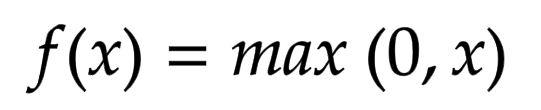 f(x) = max (0, x)